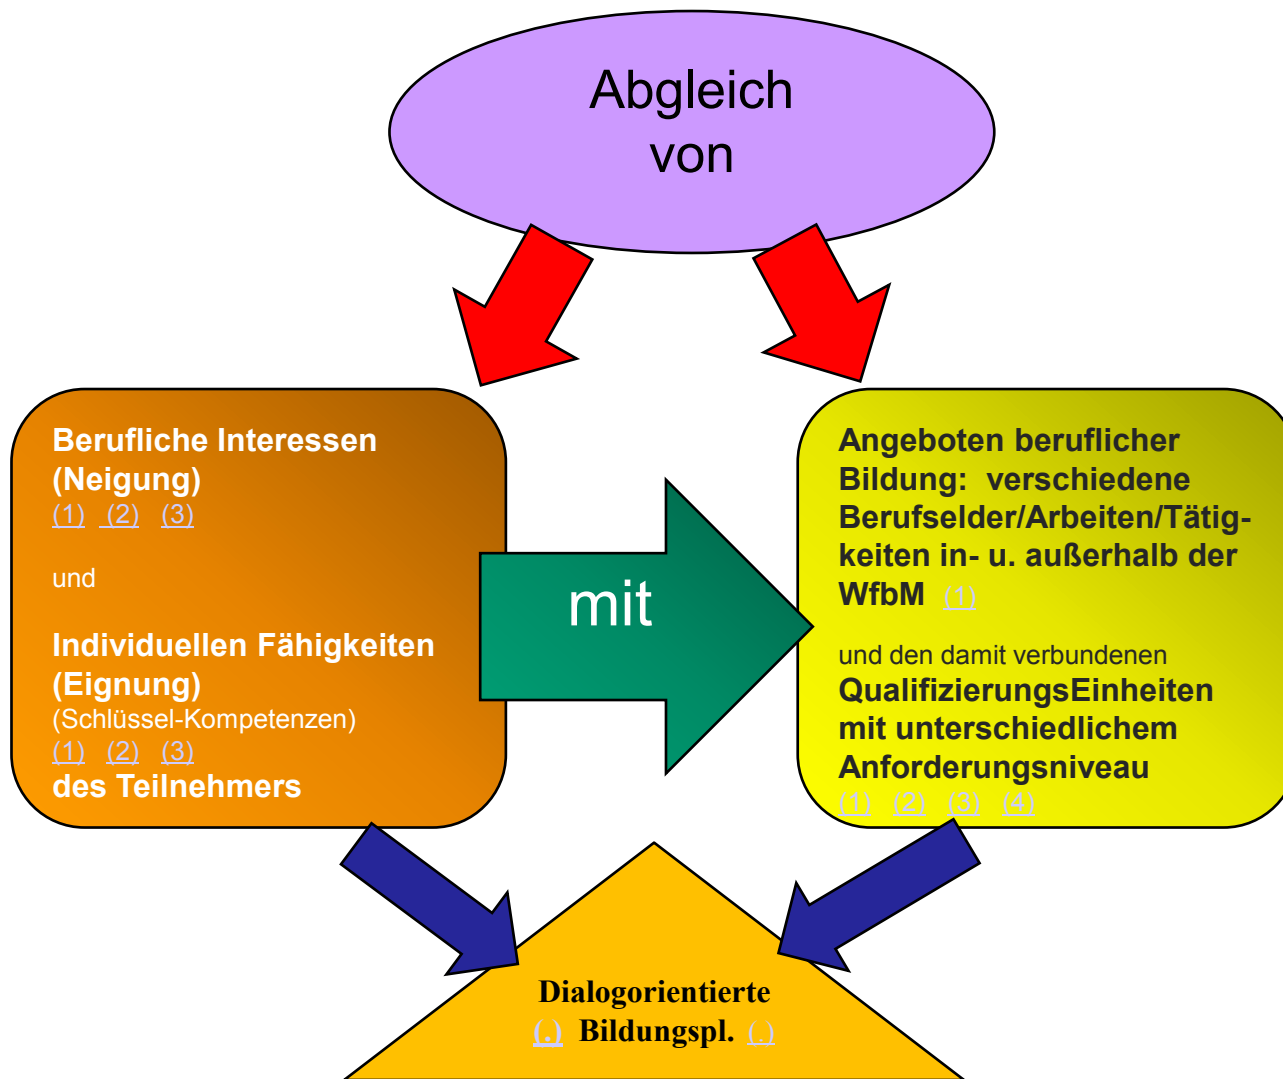 Abgleich
von
Berufliche Interessen
(Neigung)
(1) (2) (3)
und
Individuellen Fähigkeiten
(Eignung)
(Schlüssel-Kompetenzen)
(1) (2) (3)
des Teilnehmers
mit
Angeboten beruflicher
Bildung: verschiedene
Berufselder/Arbeiten/Tätig-
keiten in- u. außerhalb der
WfbM (1)
und den damit verbundenen
QualifizierungsEinheiten
mit unterschiedlichem
Anforderungsniveau
(1) (2) (3) (4)
Dialogorientierte
(.) Bildungspl. (.)